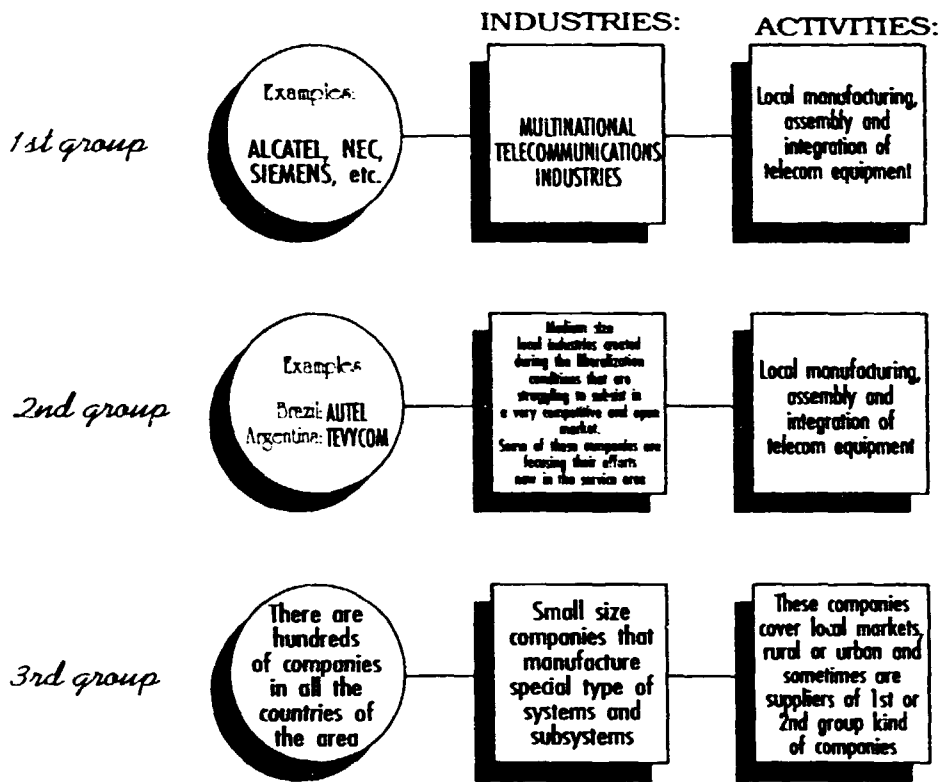 INDUSTRIES:
ACTIVITIES:
1st group
Examples:
ALCATEL, NEC,
SIEMENS, etc.
MULTINATIONAL
TELECOMMUNICATIONS
INDUSTRIES
Local manufacturing,
assembly and
integration of
telecom equipment
2nd group
Examples
Brazil: AUTEL
Argentina: TEVYCOM
Medium size
local industries created
during the liberalization
conditions that are
struggling to subsist in
a very competitive and open
market.
Some of these companies are
focusing their efforts
now in the service area
Local manufacturing,
assembly and
integration of
telecom equipment
3rd group
There are
hundreds
of companies
in all the
countries of
the area
Small size
companies that
manufacture
special type of
systems and
subsystems
These companies
cover local markets,
rural or urban and
sometimes are
suppliers of 1st or
2nd group kind
of companies